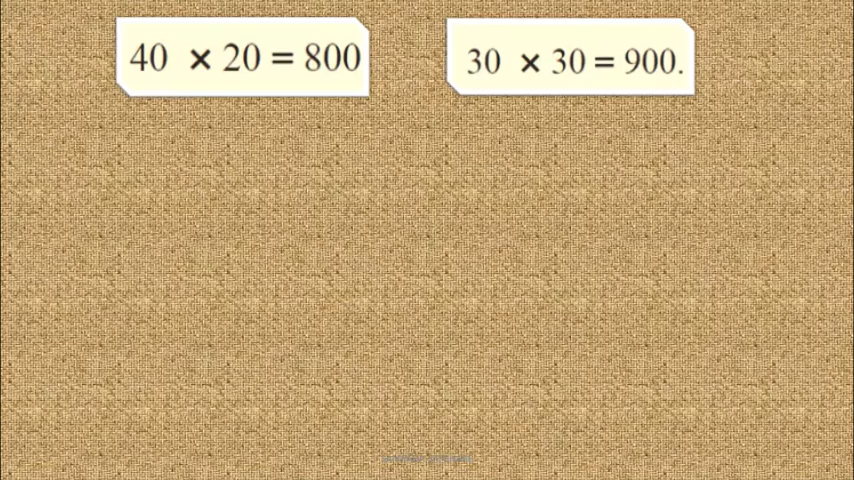 40 × 20 = 800
30 × 30 = 900.